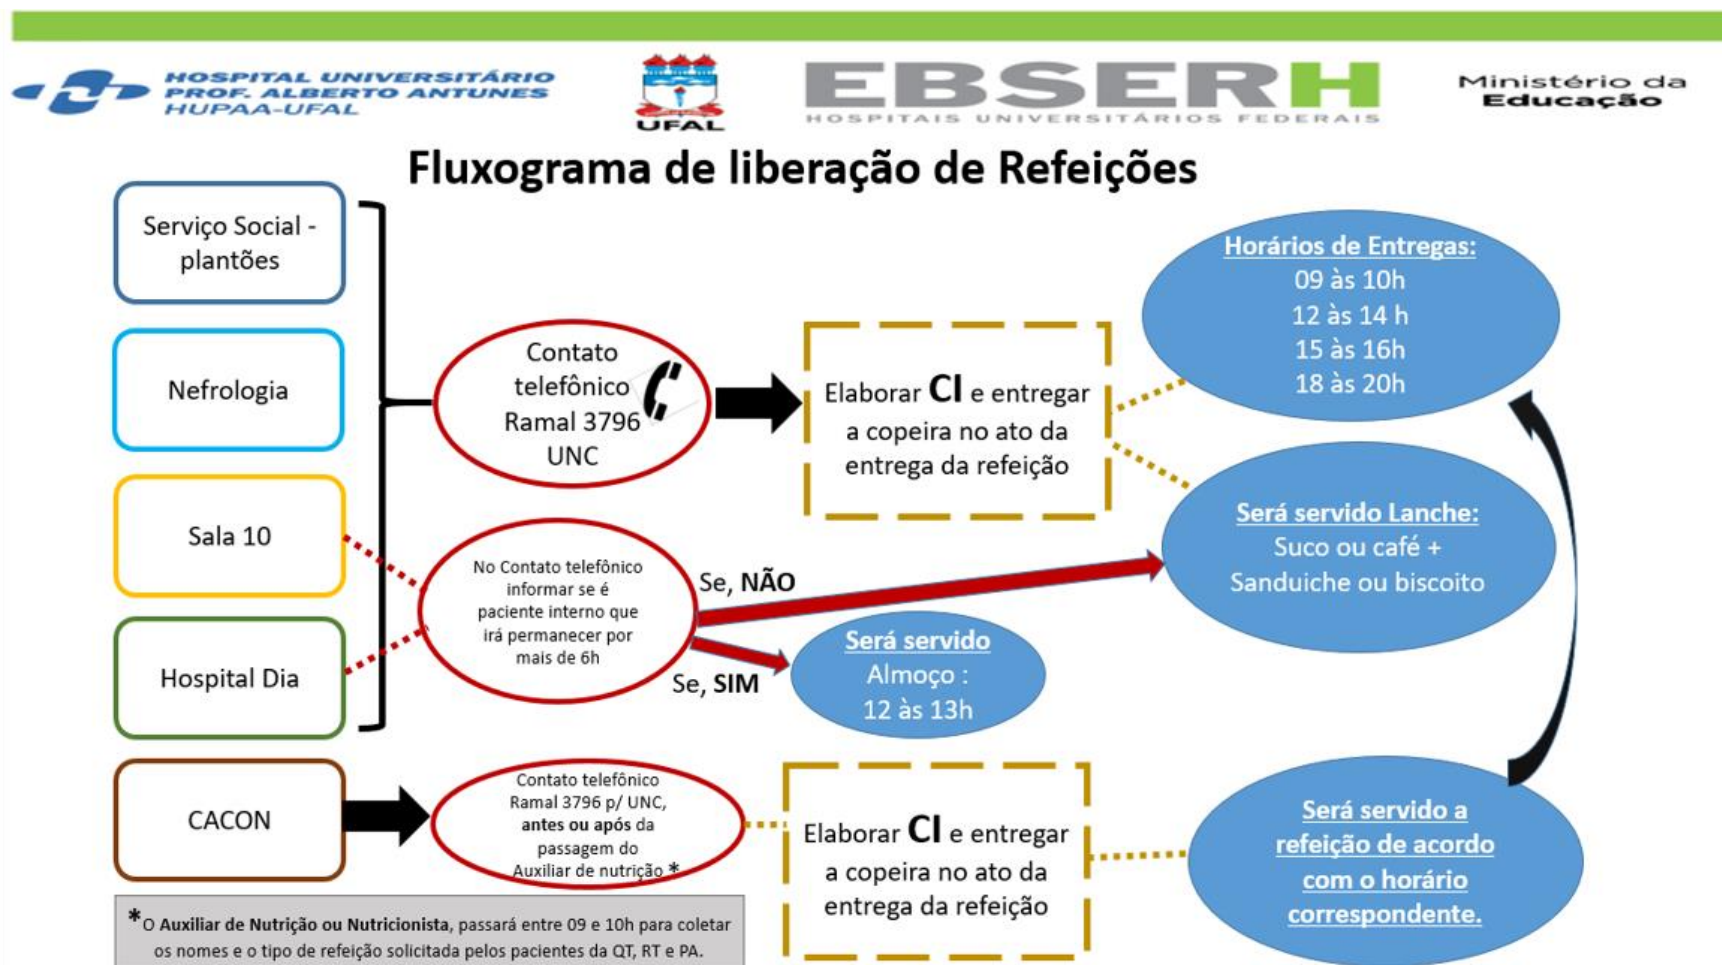 HOSPITAL UNIVERSITÁRIO
PROF. ALBERTO ANTUNES
HUPAA-UFAL
UFAL
EBSERH
HOSPITAIS UNIVERSITÁRIOS FEDERAIS
Ministério da
Educação
Fluxograma de liberação de Refeições
Serviço Social -
plantões
Nefrologia
Sala 10
Hospital Dia
CACON
Contato
telefônico
Ramal 3796
UNC
Elaborar CI e entregar
a copeira no ato da
entrega da refeição
Horários de Entregas:
09 às 10h
12 às 14 h
15 às 16h
18 às 20h
Será servido Lanche:
Suco ou café +
Sanduiche ou biscoito
No Contato telefônico
informar se é
paciente interno que
irá permanecer por
mais de 6h
Se, NÃO
Se, SIM
Será servido
Almoço :
12 às 13h
Contato telefônico
Ramal 3796 p/ UNC,
antes ou após da
passagem do
Auxiliar de nutrição *
Elaborar CI e entregar
a copeira no ato da
entrega da refeição
Será servido a
refeição de acordo
com o horário
correspondente.
*O Auxiliar de Nutrição ou Nutricionista, passará entre 09 e 10h para coletar
os nomes e o tipo de refeição solicitada pelos pacientes da QT, RT e PA.